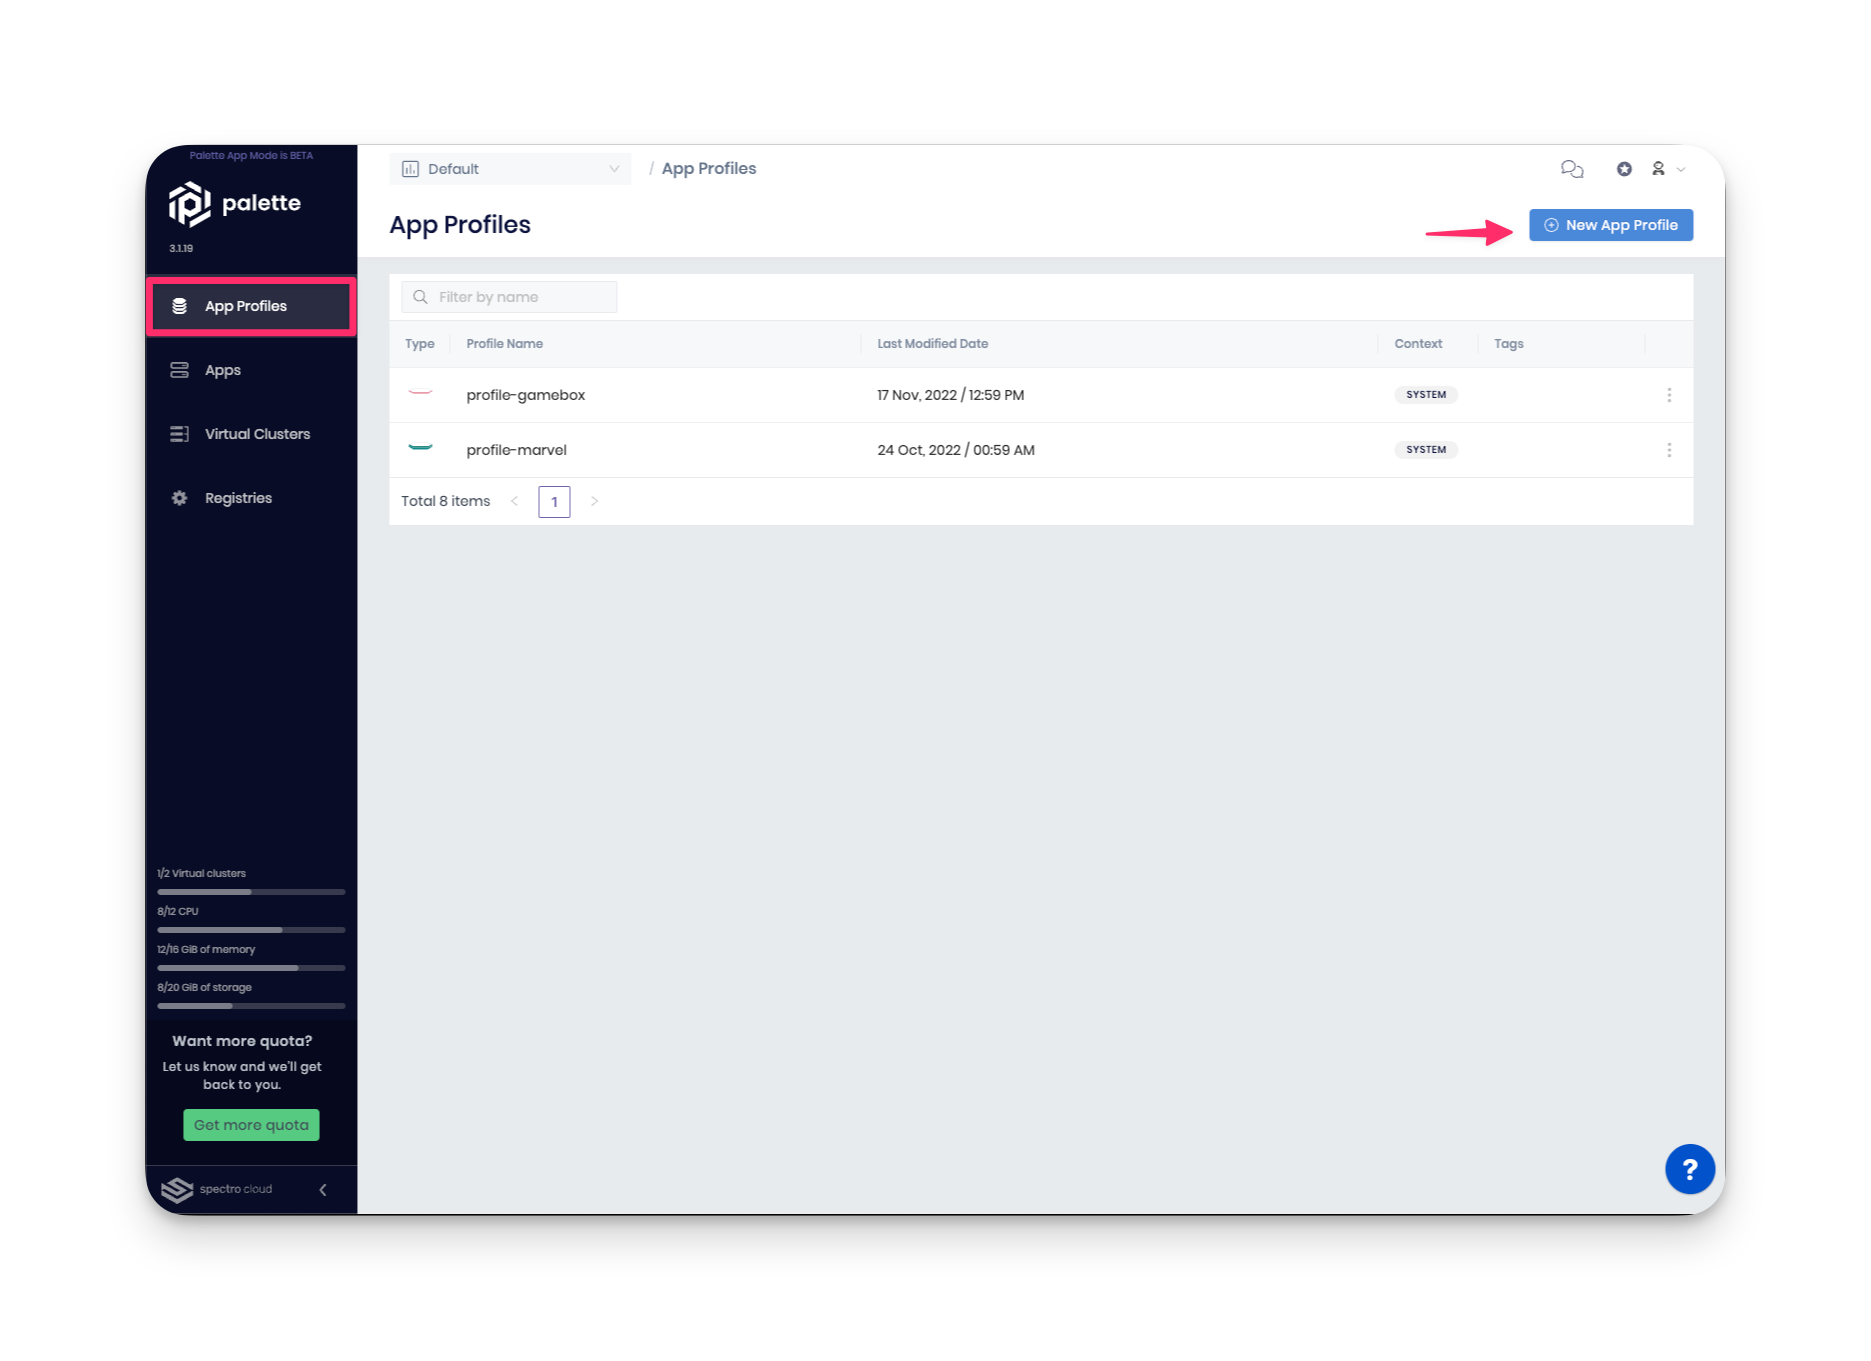 Palette App Mode is BETA
palette
3.1.19
App Profiles
Apps
Virtual Clusters
Registries
1/2 Virtual clusters
8/12 CPU
12/16 GiB of memory
8/20 GiB of storage
Want more quota?
Let us know and we'll get
back to you.
Get more quota
spectro cloud
Default
/ App Profiles
App Profiles
New App Profile
Filter by name
Type Profile Name Last Modified Date Context Tags
profile-gamebox 17 Nov, 2022 / 12:59 PM SYSTEM
profile-marvel 24 Oct, 2022 / 00:59 AM SYSTEM
Total 8 items < 1 >
?